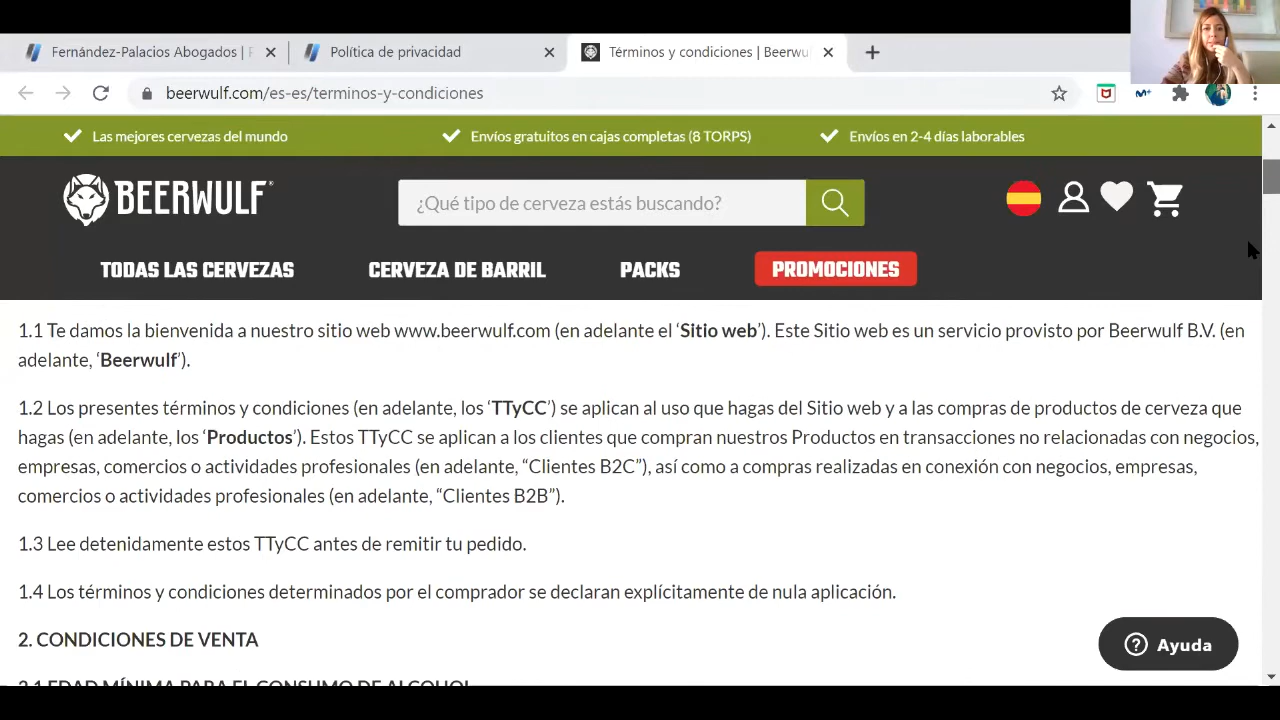 Fernández-Palacios Abogados |
Política de privacidad
Términos y condiciones | Beerwu
beerwulf.com/es-es/terminos-y-condiciones
Las mejores cervezas del mundo
Envíos gratuitos en cajas completas (8 TORPS)
Envíos en 2-4 días laborables
BEERWULF
¿Qué tipo de cerveza estás buscando?
TODAS LAS CERVEZAS
CERVEZA DE BARRIL
PACKS
PROMOCIONES
1.1 Te damos la bienvenida a nuestro sitio web www.beerwulf.com (en adelante el ‘Sitio web’). Este Sitio web es un servicio provisto por Beerwulf B.V. (en
adelante, ‘Beerwulf’).
1.2 Los presentes términos y condiciones (en adelante, los ‘TTyCC’) se aplican al uso que hagas del Sitio web y a las compras de productos de cerveza que
hagas (en adelante, los ‘Productos’). Estos TTyCC se aplican a los clientes que compran nuestros Productos en transacciones no relacionadas con negocios,
empresas, comercios o actividades profesionales (en adelante, “Clientes B2C”), así como a compras realizadas en conexión con negocios, empresas,
comercios o actividades profesionales (en adelante, “Clientes B2B”).
1.3 Lee detenidamente estos TTyCC antes de remitir tu pedido.
1.4 Los términos y condiciones determinados por el comprador se declaran explícitamente de nula aplicación.
2. CONDICIONES DE VENTA
2.1 EDAD MÍNIMA PARA EL CONSUMO DE ALCOHOL
Ayuda